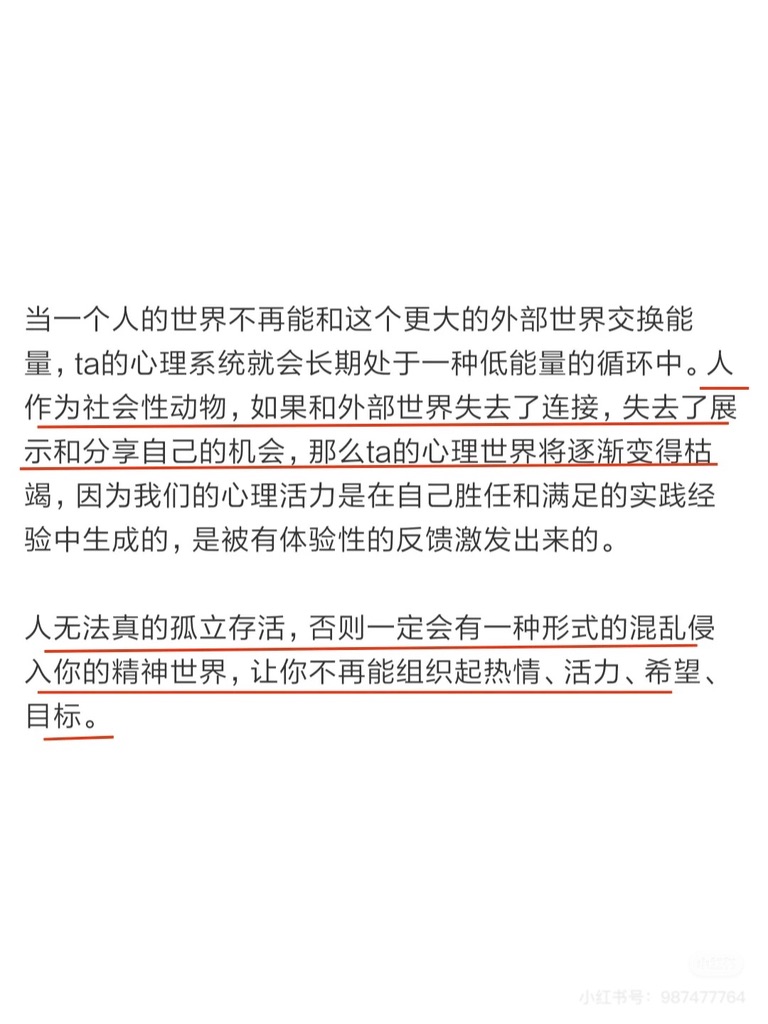 当一个人的世界不再能和这个更大的外部世界交换能
量，ta的心理系统就会长期处于一种低能量的循环中。人
作为社会性动物，如果和外部世界失去了连接，失去了展
示和分享自己的机会，那么ta的心理世界将逐渐变得枯
竭，因为我们的心理活力是在自己胜任和满足的实践经
验中生成的，是被有体验性的反馈激发出来的。
人无法真的孤立存活，否则一定会有一种形式的混乱侵
入你的精神世界，让你不再能组织起热情、活力、希望、
目标。
小红书
小红书号：987477764